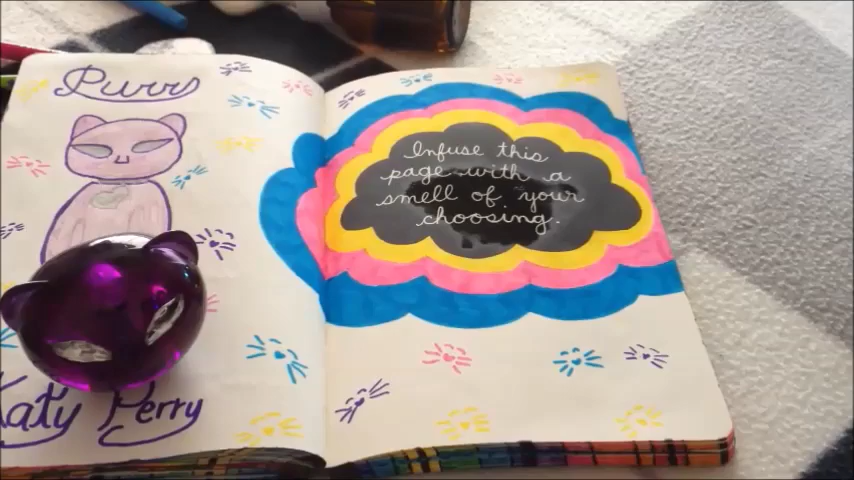 Purr
Katy Perry
Infuse this
page with a
smell of your
choosing.